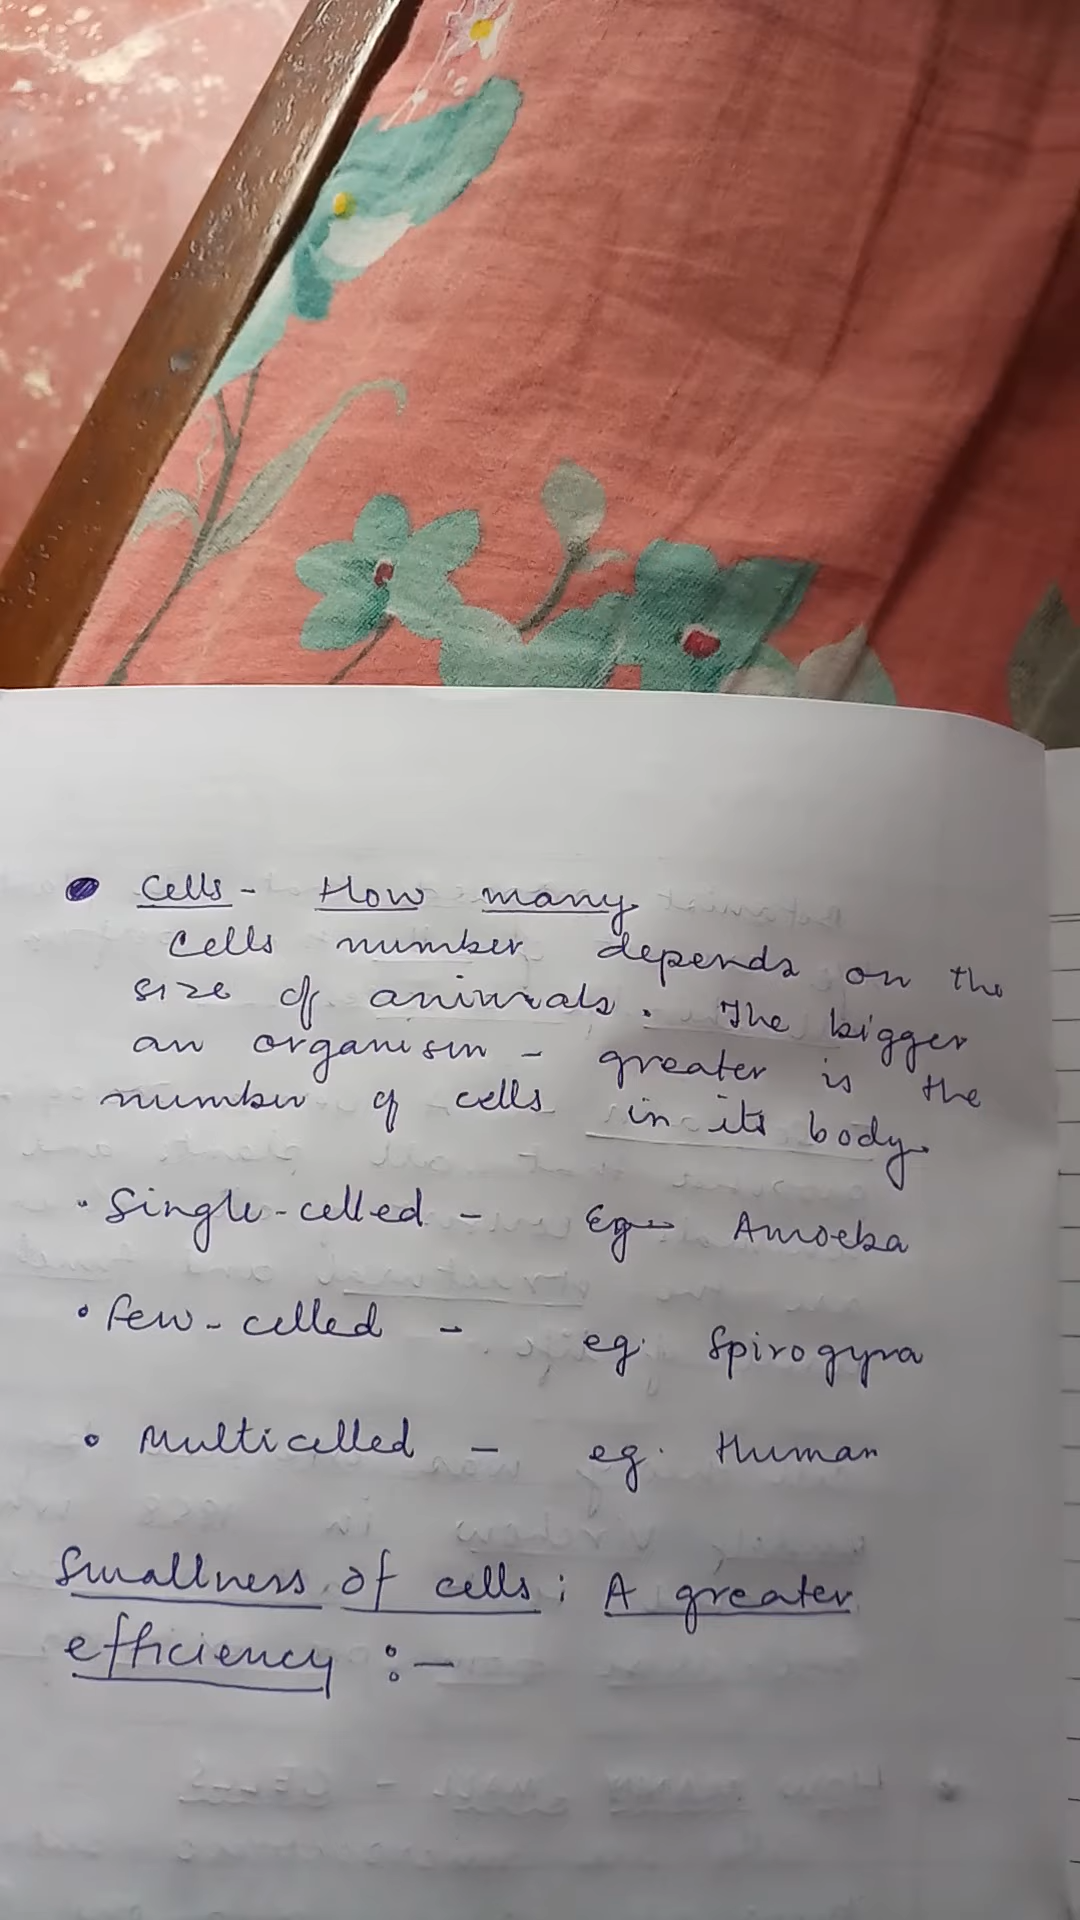 Cells - How many
Cells number depends on the
size of animals. The bigger
an organism - greater is the
number of cells in its body.
• Single-celled - Eg- Amoeba
• Few-celled - eg. Spirogyra
• Multicelled - eg. Human
Smallness of cells: A greater
efficiency :-